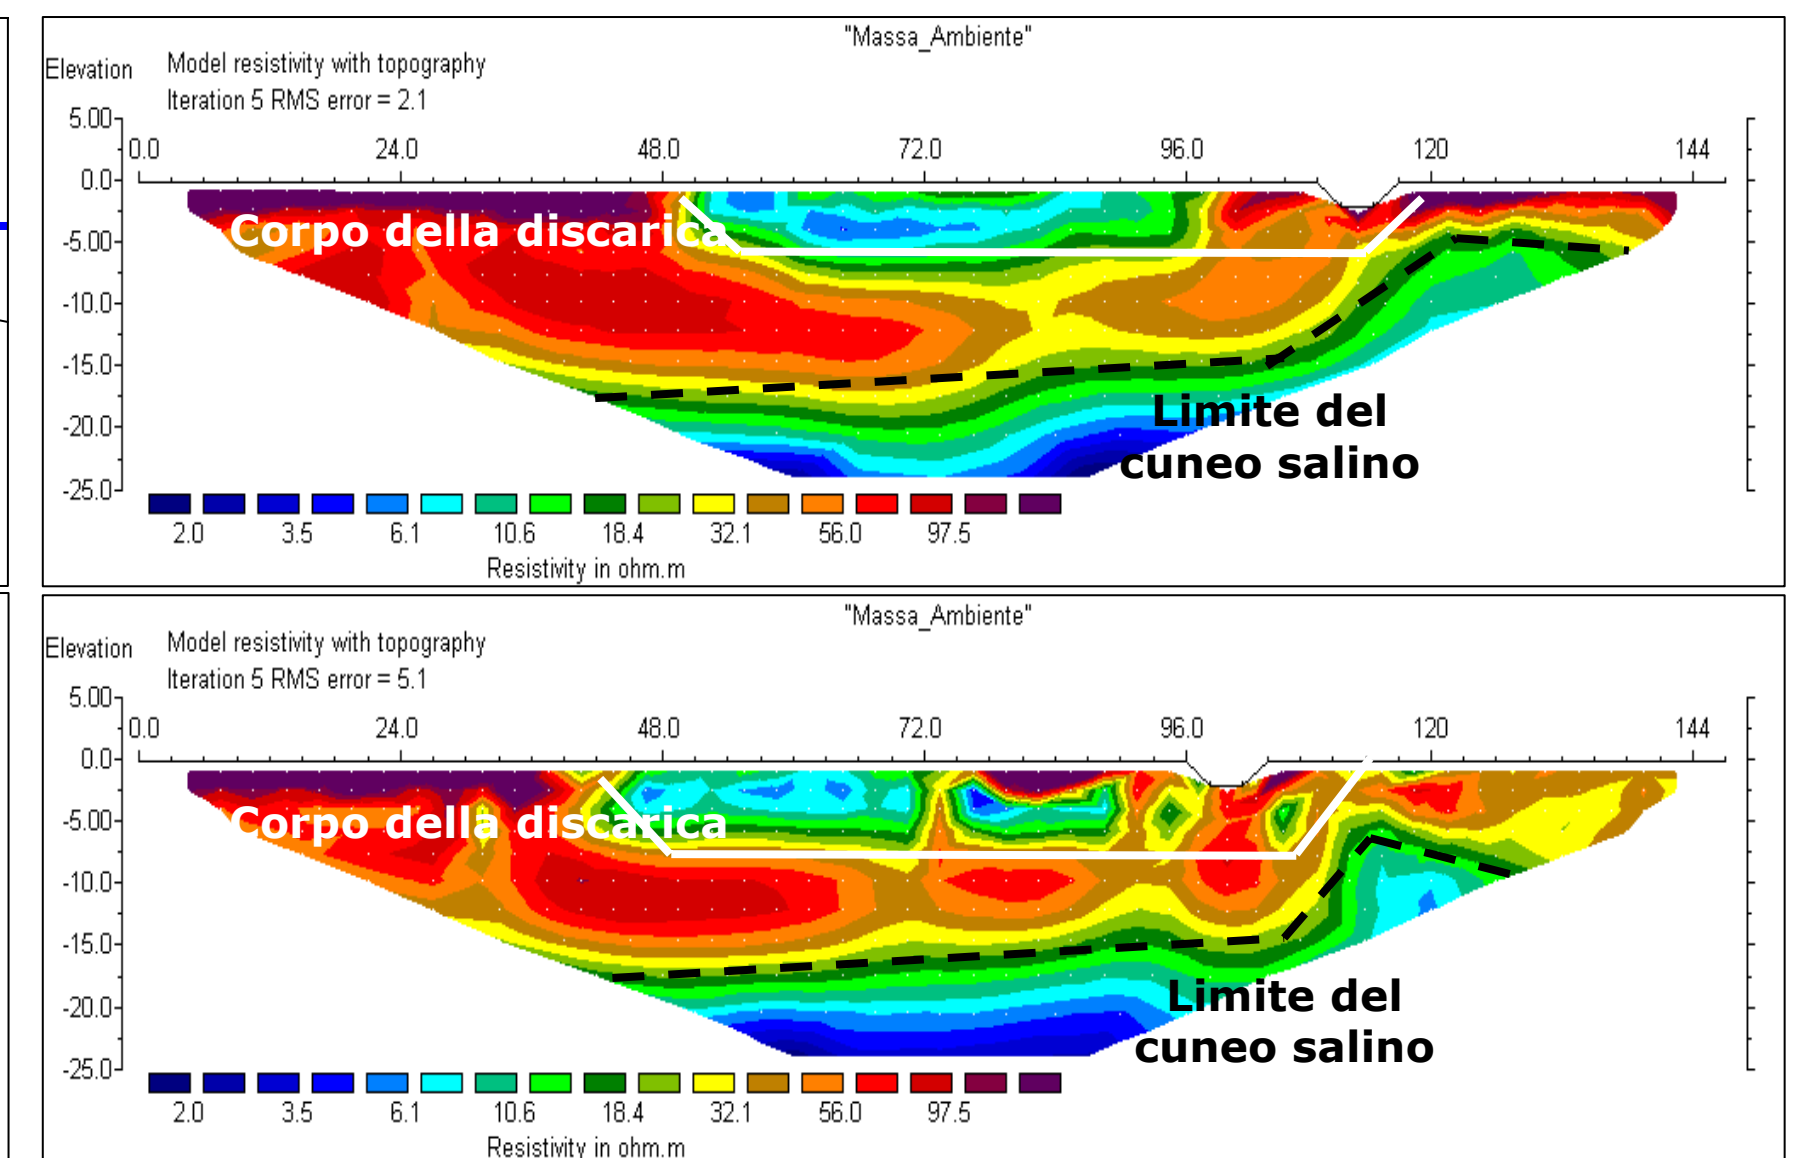 "Massa_Ambiente"
Elevation
Model resistivity with topography
Iteration 5 RMS error = 2.1
5.00
0.0 24.0 48.0 72.0 96.0 120 144
0.0
Corpo della discarica
-5.00
-10.0
-15.0
Limite del
-20.0
cuneo salino
-25.0
2.0 3.5 6.1 10.6 18.4 32.1 56.0 97.5
Resistivity in ohm.m
"Massa_Ambiente"
Elevation
Model resistivity with topography
Iteration 5 RMS error = 5.1
5.00
0.0 24.0 48.0 72.0 96.0 120 144
0.0
Corpo della discarica
-5.00
-10.0
-15.0
Limite del
-20.0
cuneo salino
-25.0
2.0 3.5 6.1 10.6 18.4 32.1 56.0 97.5
Resistivity in ohm.m